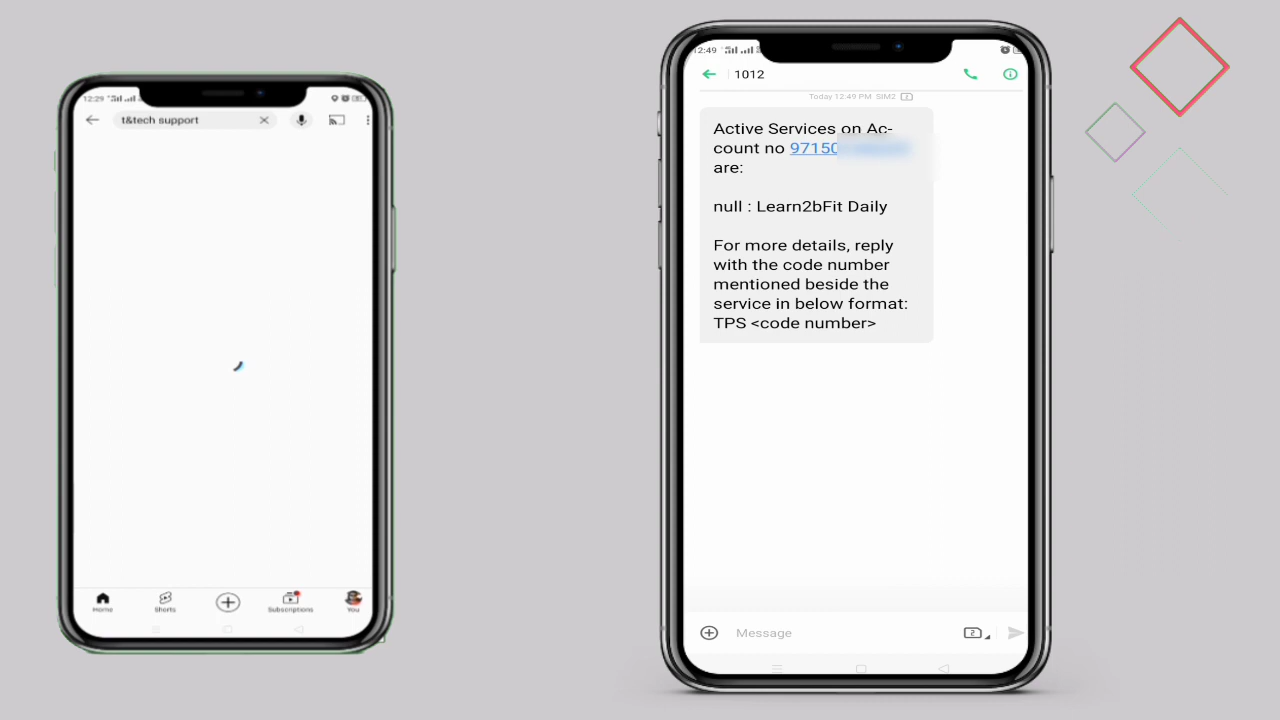 12:29
t&tech support
Home
Shorts
Subscriptions
You
12:49
1012
Today 12:49 PM SIM2 2
Active Services on Ac-
count no 97150
are:
null : Learn2bFit Daily
For more details, reply
with the code number
mentioned beside the
service in below format:
TPS <code number>
Message
2